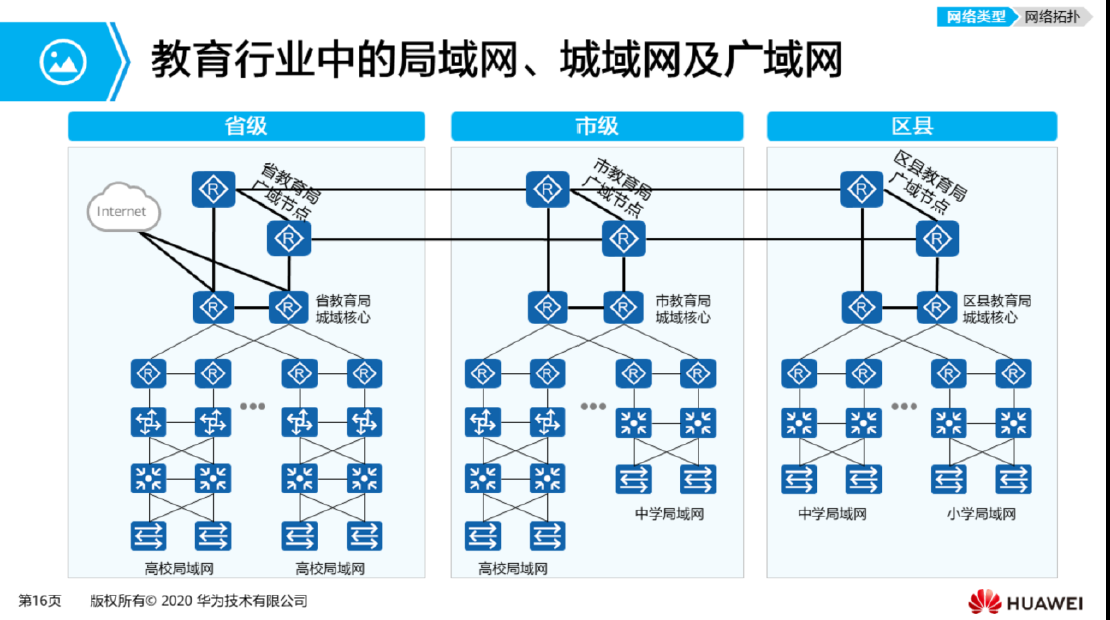 网络类型
网络拓扑
教育行业中的局域网、城域网及广域网
省级
市级
区县
Internet
省教育局
广域节点
市教育局
广域节点
区县教育局
广域节点
R
R
R
R
R
R
R
R
省教育局
城域核心
R
R
市教育局
城域核心
R
R
区县教育局
城域核心
R
R
R
R
R
R
R
R
R
R
R
R
中学局域网
中学局域网
小学局域网
高校局域网
高校局域网
高校局域网
第16页
版权所有© 2020 华为技术有限公司
HUAWEI